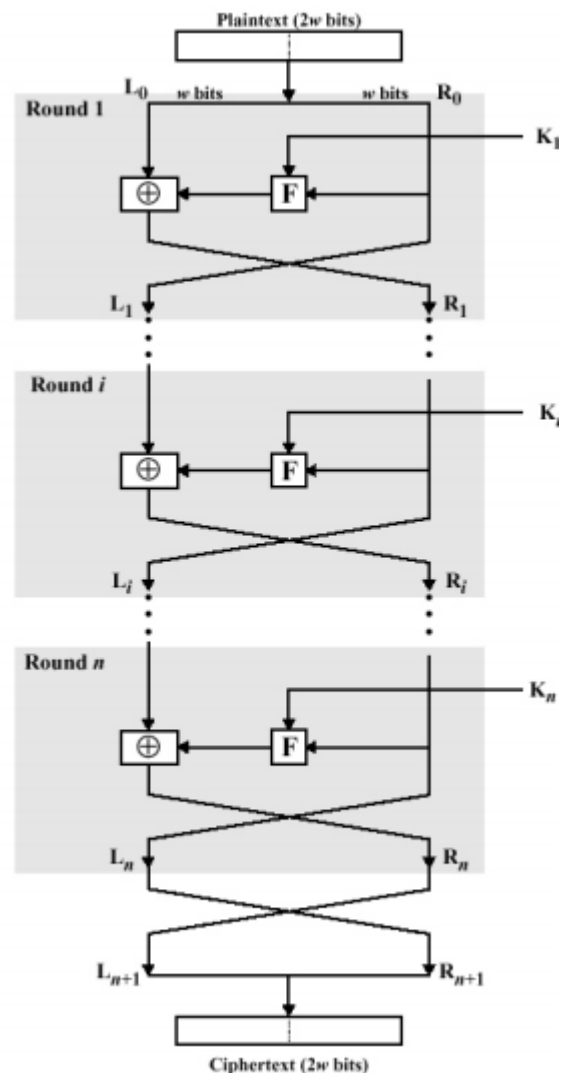 Plaintext (2w bits)
L0 w bits w bits R0
Round 1
K1
⊕ F
L1 R1
Round i
Ki
⊕ F
Li Ri
Round n
Kn
⊕ F
Ln Rn
Ln+1 Rn+1
Ciphertext (2w bits)